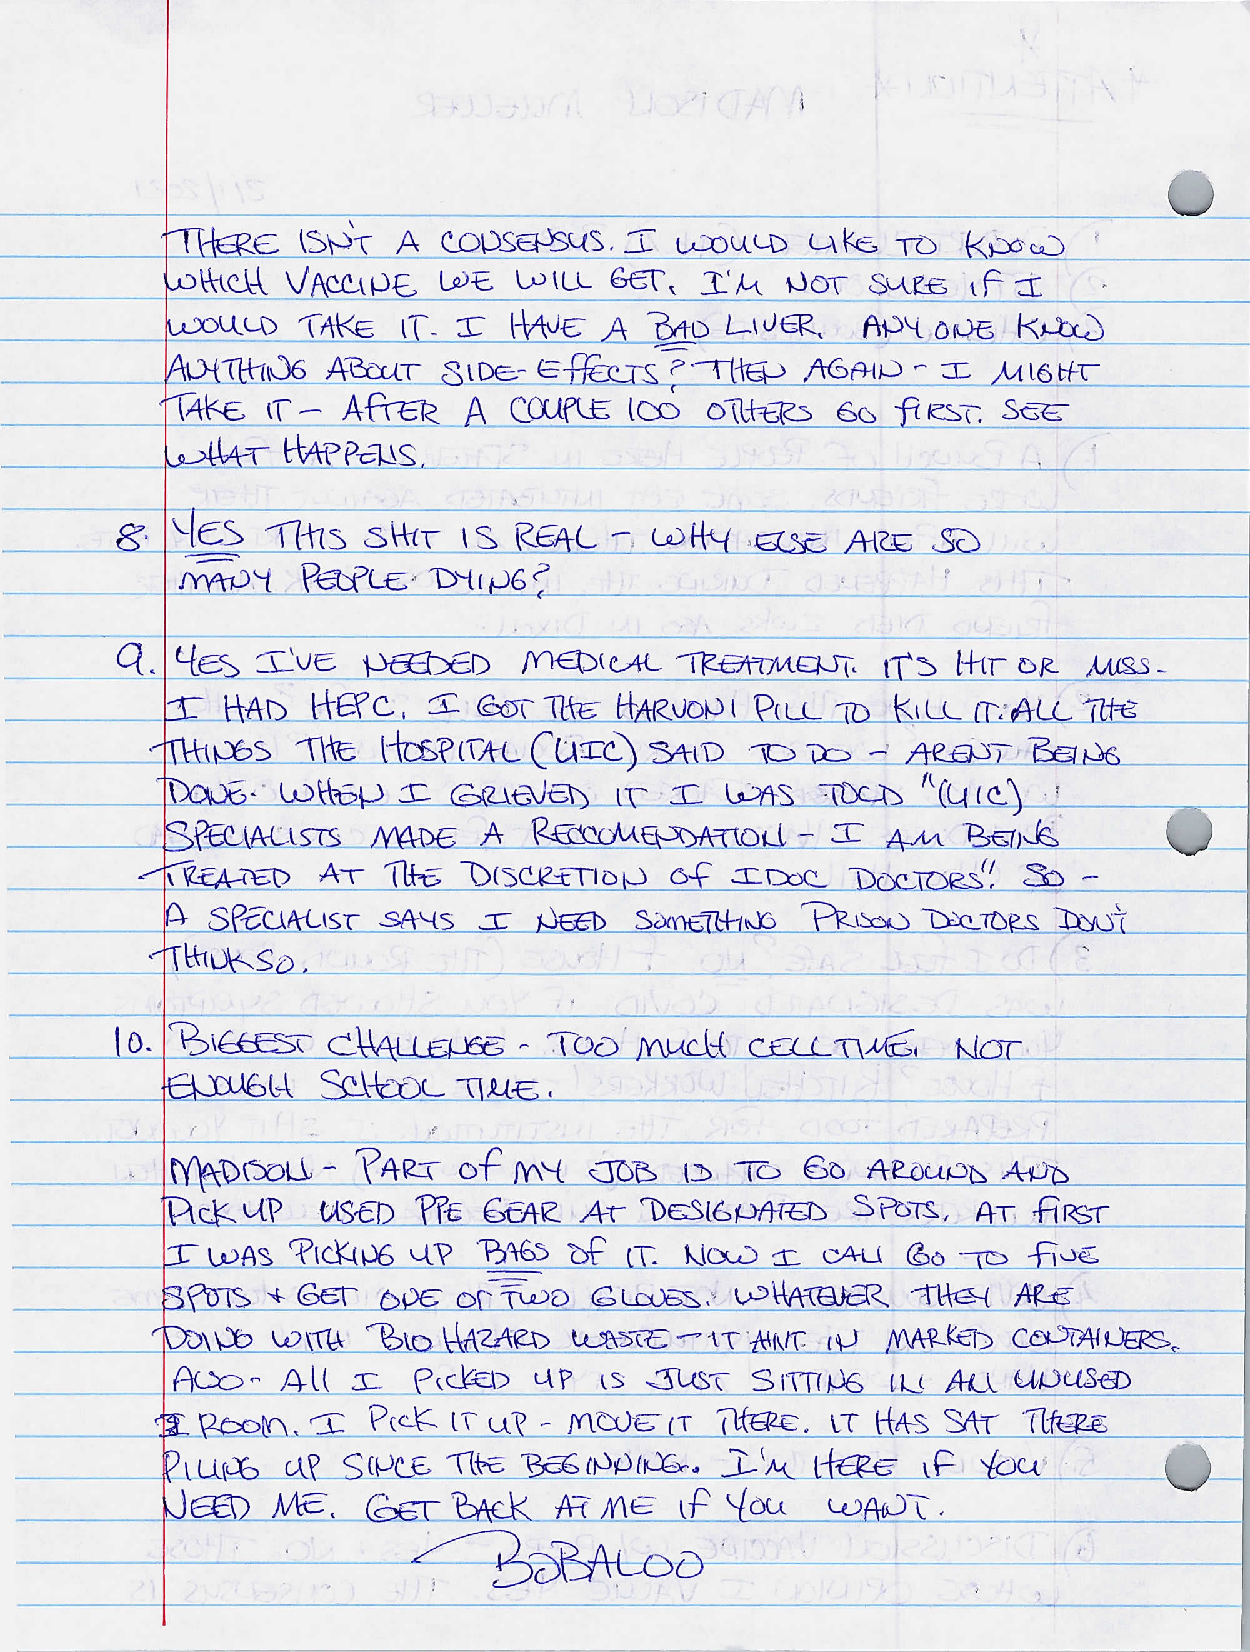 THERE ISN'T A CONSENSUS. I WOULD LIKE TO KNOW
WHICH VACCINE WE WILL GET. I'M NOT SURE IF I
WOULD TAKE IT. I HAVE A BAD LIVER. ANYONE KNOW
ANYTHING ABOUT SIDE-EFFECTS? THEN AGAIN - I MIGHT
TAKE IT - AFTER A COUPLE 100 OTHERS GO FIRST. SEE
WHAT HAPPENS.
8. YES THIS SHIT IS REAL - WHY ELSE ARE SO
MANY PEOPLE DYING?
9. YES I'VE NEEDED MEDICAL TREATMENT. IT'S HIT OR MISS.
I HAD HEPC. I GOT THE HARVONI PILL TO KILL IT. ALL THE
THINGS THE HOSPITAL (UIC) SAID TO DO - ARENT BEING
DONE. WHEN I GRIEVED IT I WAS TOLD "(UIC)
SPECIALISTS MADE A RECCOMENDATION - I AM BEING
TREATED AT THE DISCRETION OF IDOC DOCTORS". SO -
A SPECIALIST SAYS I NEED SOMETHING PRISON DOCTORS DON'T
THINK SO.
10. BIGGEST CHALLENGE - TOO MUCH CELL TIME. NOT
ENOUGH SCHOOL TIME.
MADISON - PART OF MY JOB IS TO GO AROUND AND
PICK UP USED PPE GEAR AT DESIGNATED SPOTS. AT FIRST
I WAS PICKING UP BAGS OF IT. NOW I CAN GO TO FIVE
SPOTS + GET ONE OR TWO GLOVES. WHATEVER THEY ARE
DOING WITH BIO HAZARD WASTE - IT AINT IN MARKED CONTAINERS.
ALSO - All I PICKED UP IS JUST SITTING IN AN UNUSED
ROOM. I PICK IT UP - MOVE IT THERE. IT HAS SAT THERE
PILING UP SINCE THE BEGINNING. I'M HERE IF YOU
NEED ME. GET BACK AT ME IF YOU WANT.
BOBALOO